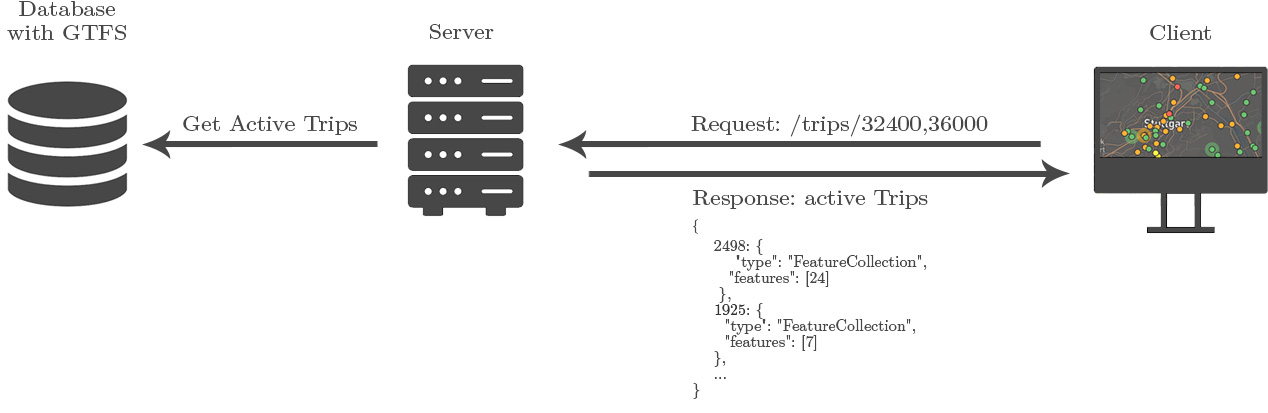 Database
with GTFS
Server
Client
Get Active Trips
Request: /trips/32400,36000
Stuttgart
Response: active Trips
{
2498: {
"type": "FeatureCollection",
"features": [24]
},
1925: {
"type": "FeatureCollection",
"features": [7]
},
...
}